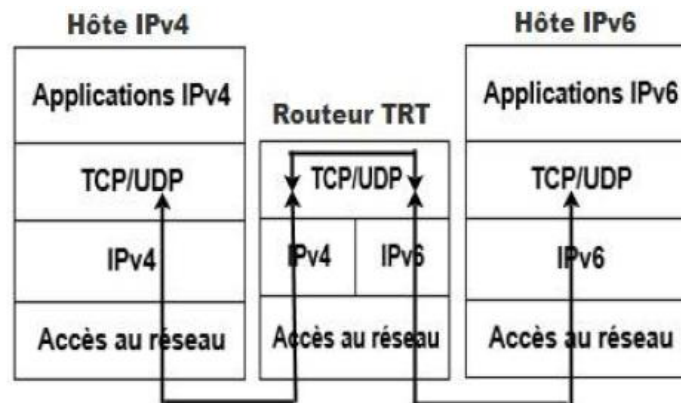 Hôte IPv4
Applications IPv4
TCP/UDP
IPv4
Accès au réseau
Routeur TRT
TCP/UDP
IPv4
IPv6
Accès au réseau
Hôte IPv6
Applications IPv6
TCP/UDP
IPv6
Accès au réseau